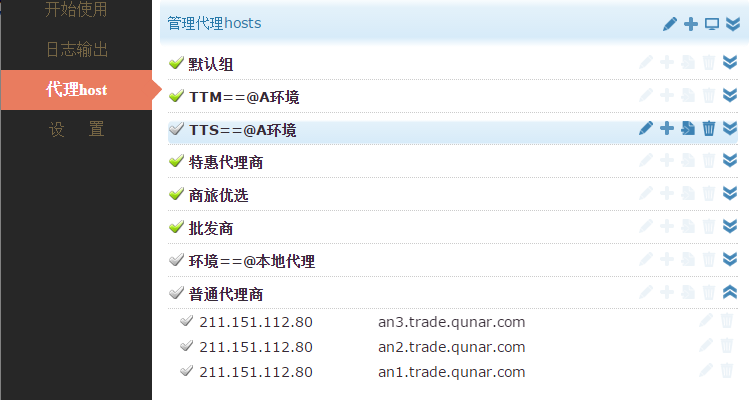 开始使用
日志输出
代理host
设 置
管理代理hosts
默认组
TTM==@A环境
TTS==@A环境
特惠代理商
商旅优选
批发商
环境==@本地代理
普通代理商
211.151.112.80 an3.trade.qunar.com
211.151.112.80 an2.trade.qunar.com
211.151.112.80 an1.trade.qunar.com